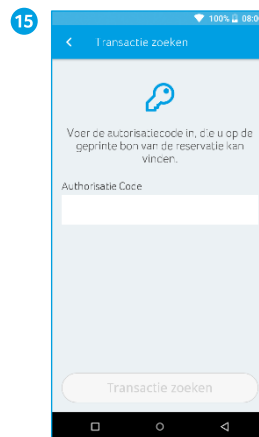 15
100% 08:0
Transactie zoeken
Voer de autorisatiecode in, die u op de
geprinte bon van de reservatie kan
vinden.
Authorisatie Code
Transactie zoeken